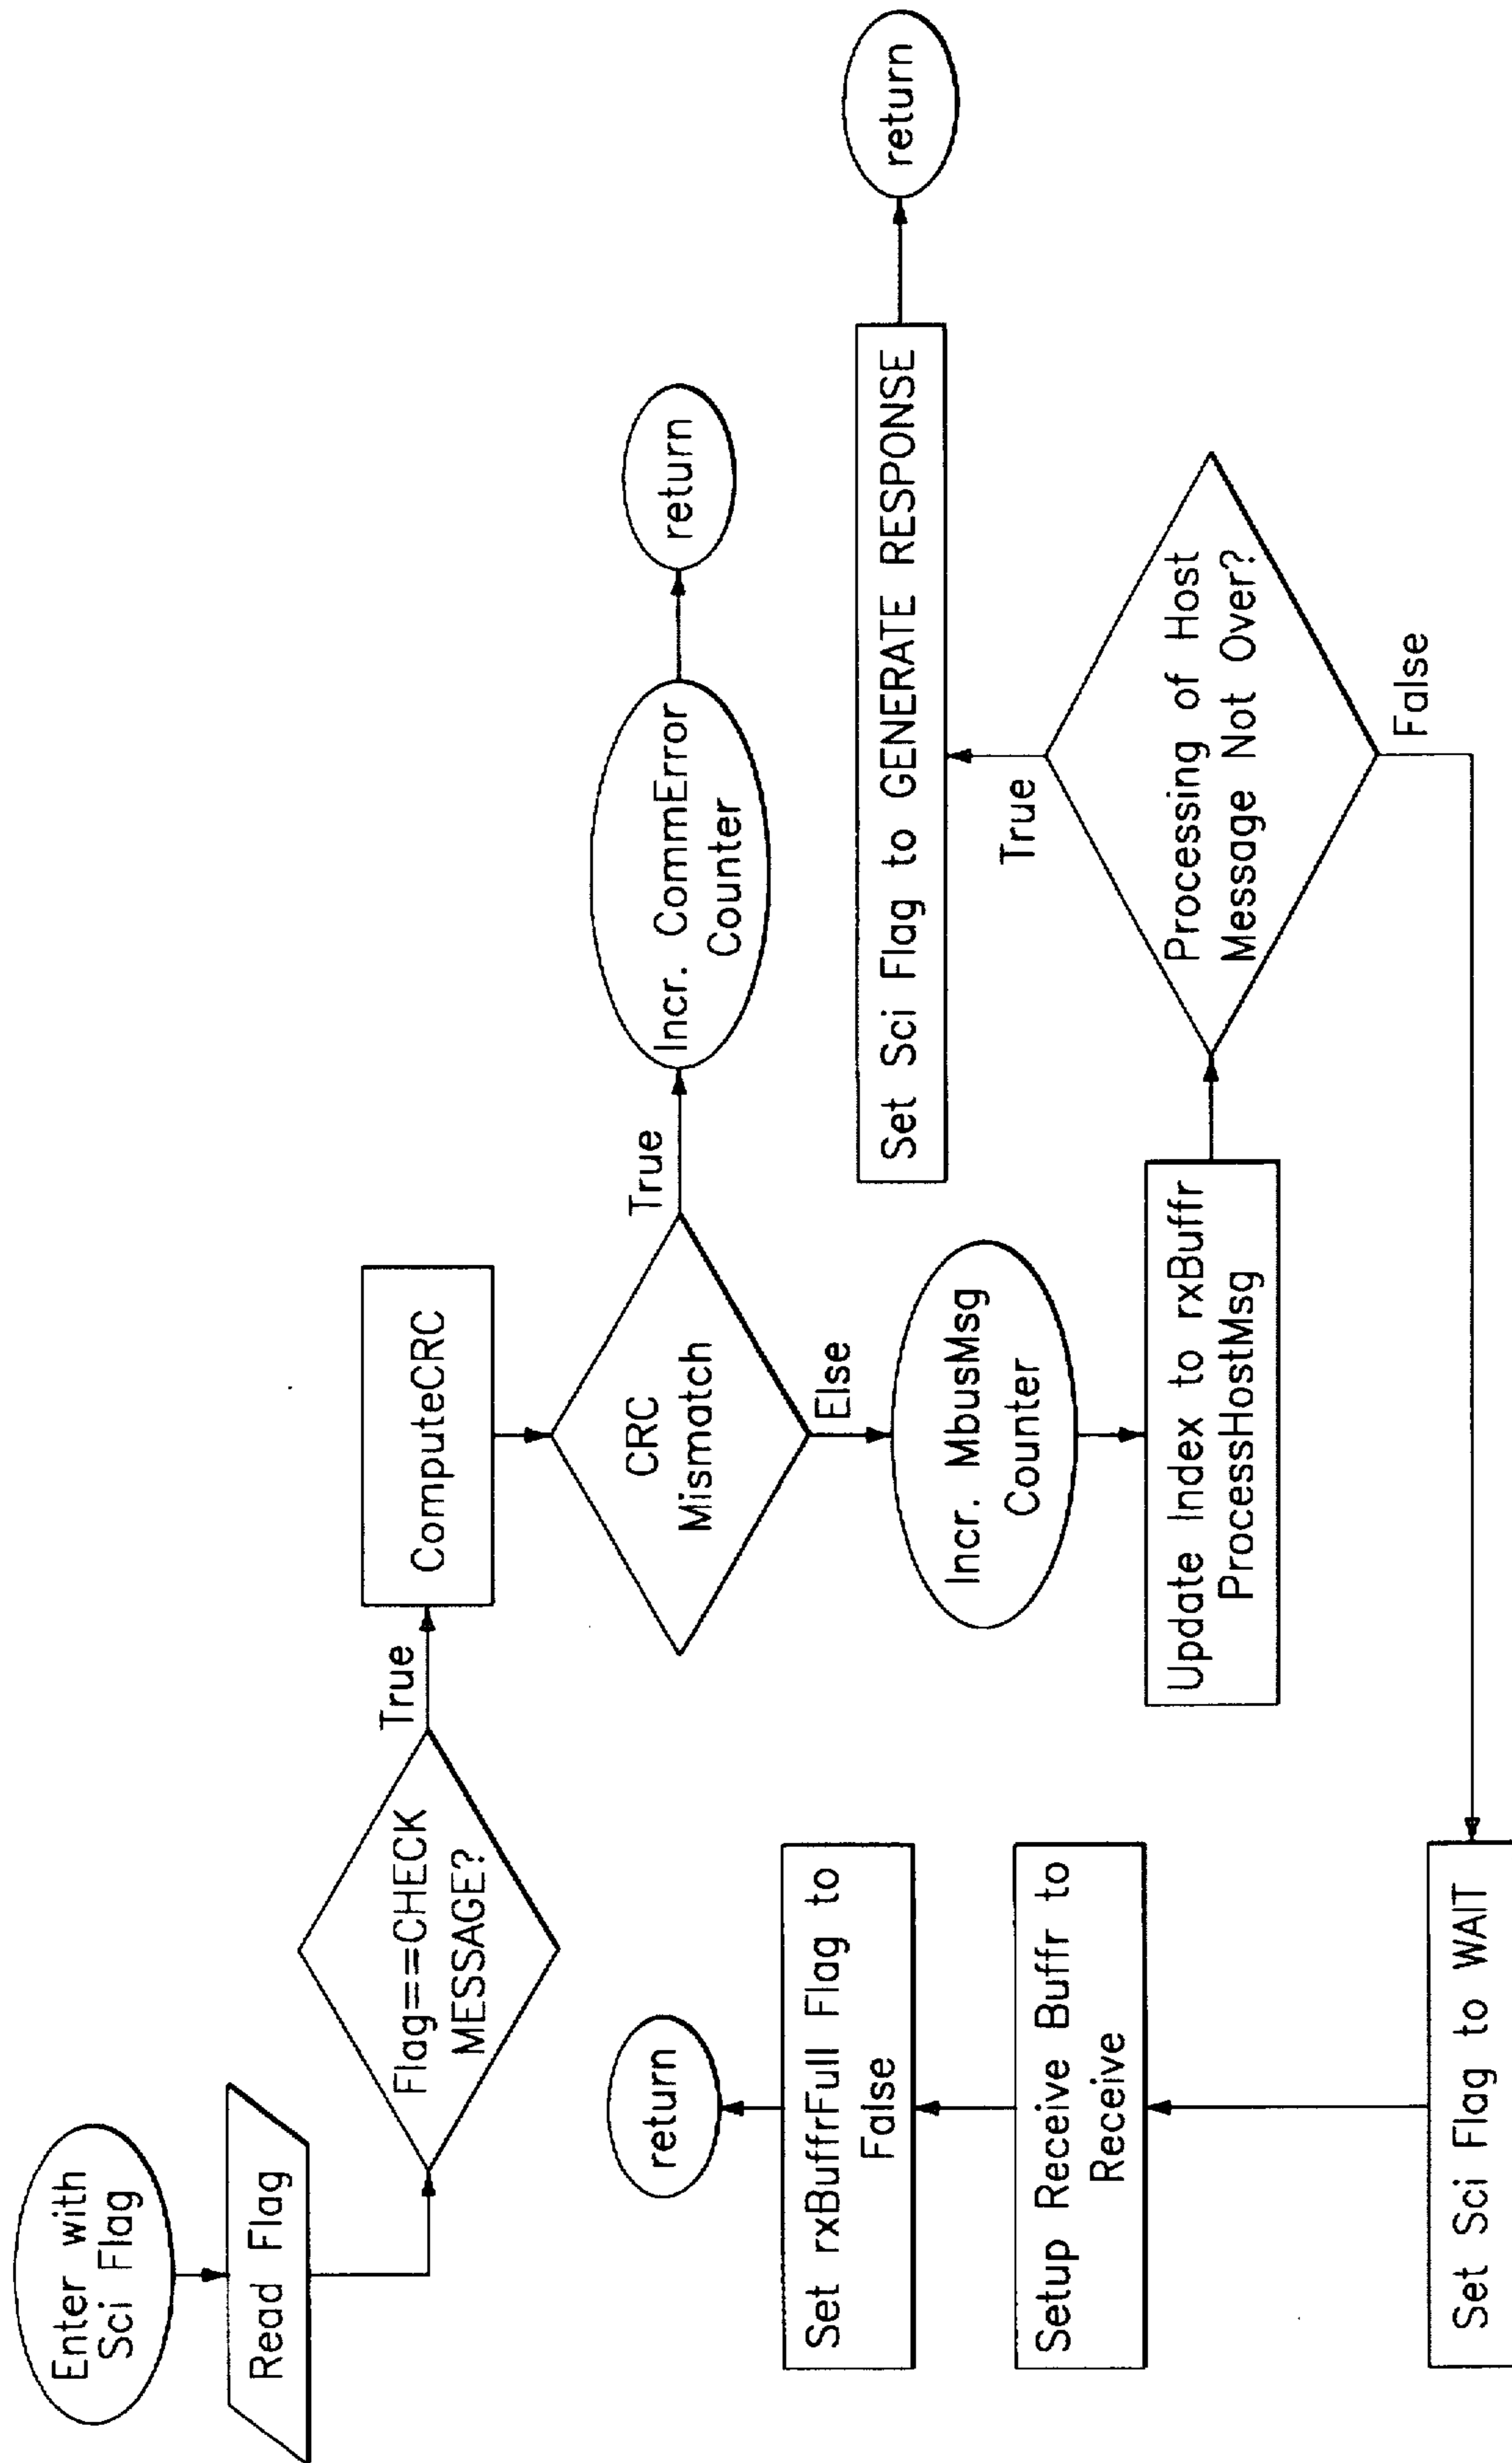 Enter with
Sci Flag
Read Flag
Flag==CHECK
MESSAGE?
True
ComputeCRC
CRC
Mismatch
True
Incr. CommError
Counter
return
Else
Incr. MbusMsg
Counter
Update Index to rxBuffr
ProcessHostMsg
Processing of Host
Message Not Over?
True
Set Sci Flag to GENERATE RESPONSE
return
False
Set Sci Flag to WAIT
Setup Receive Buffr to
Receive
Set rxBuffrFull Flag to
False
return